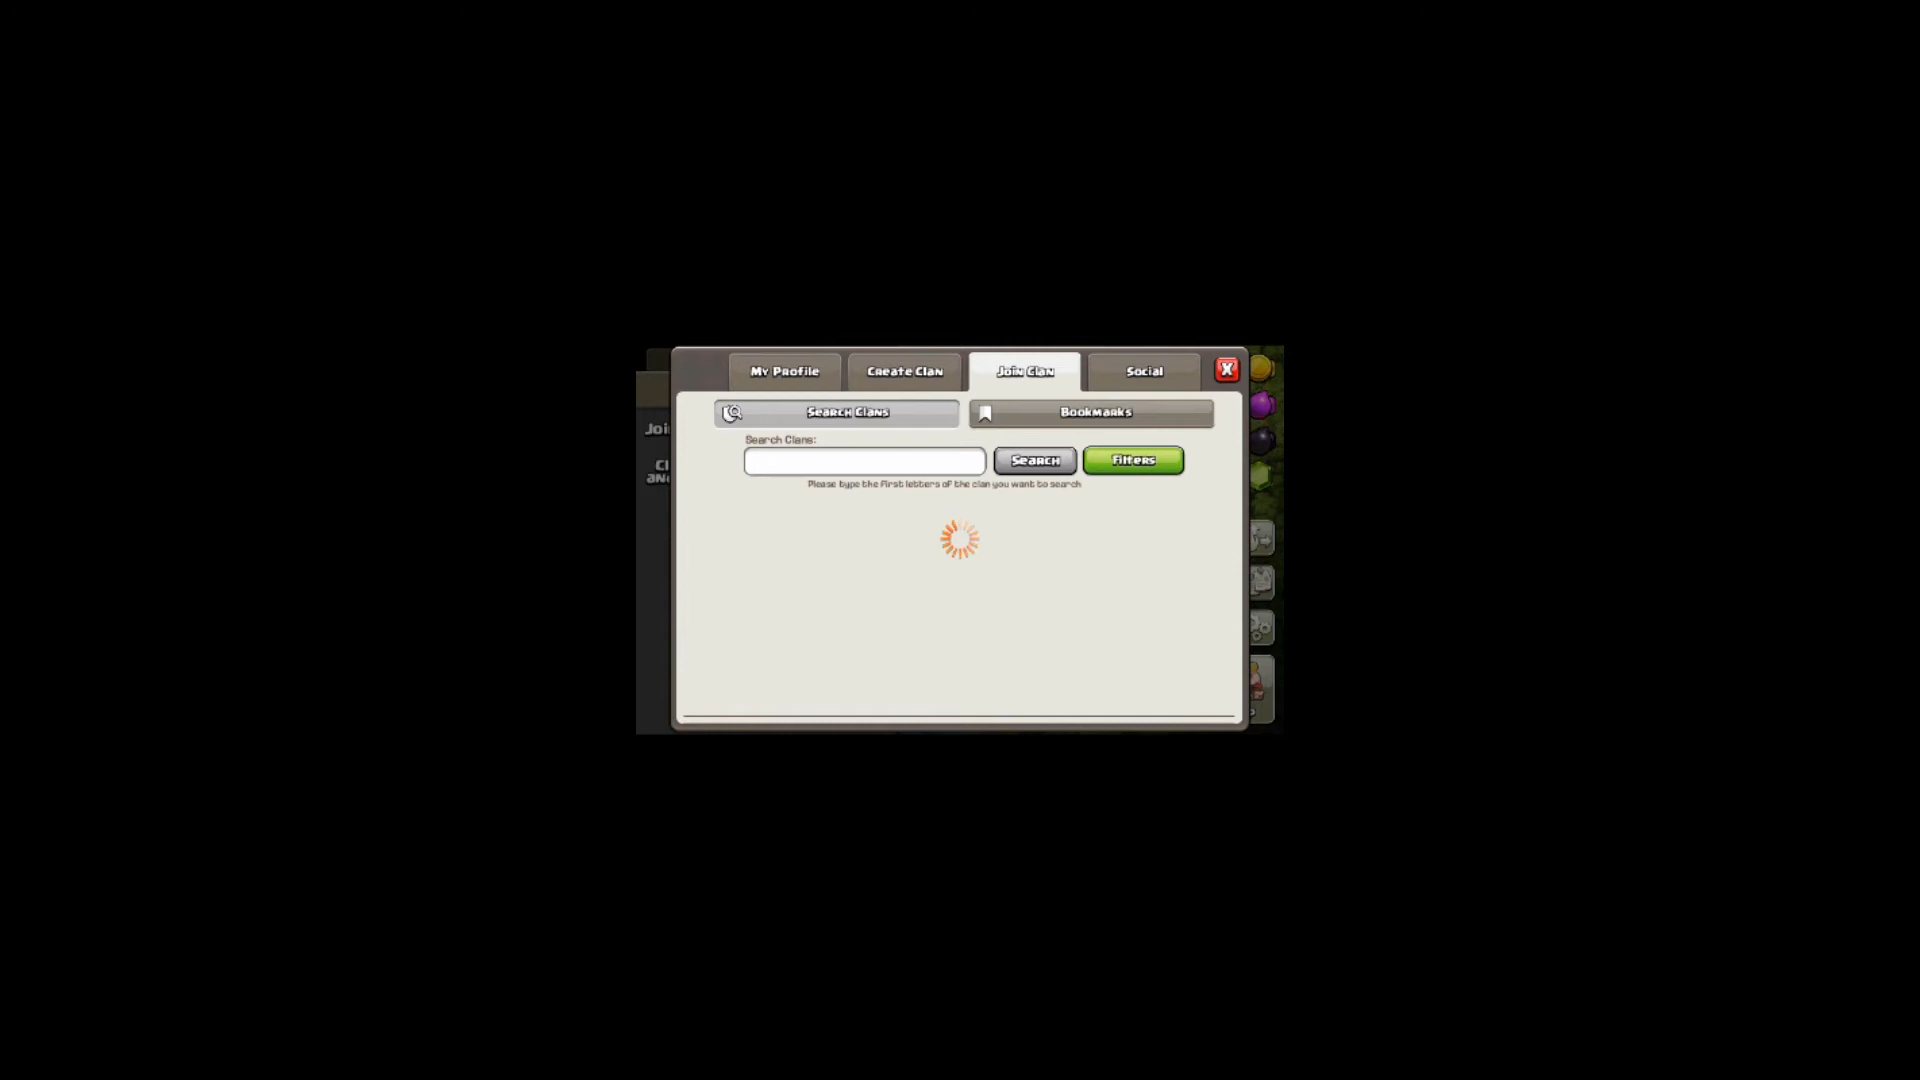 My Profile
Create Clan
Join Clan
Social
X
Search Clans
Bookmarks
Search Clans:
Search
Filters
Please type the first letters of the clan you want to search